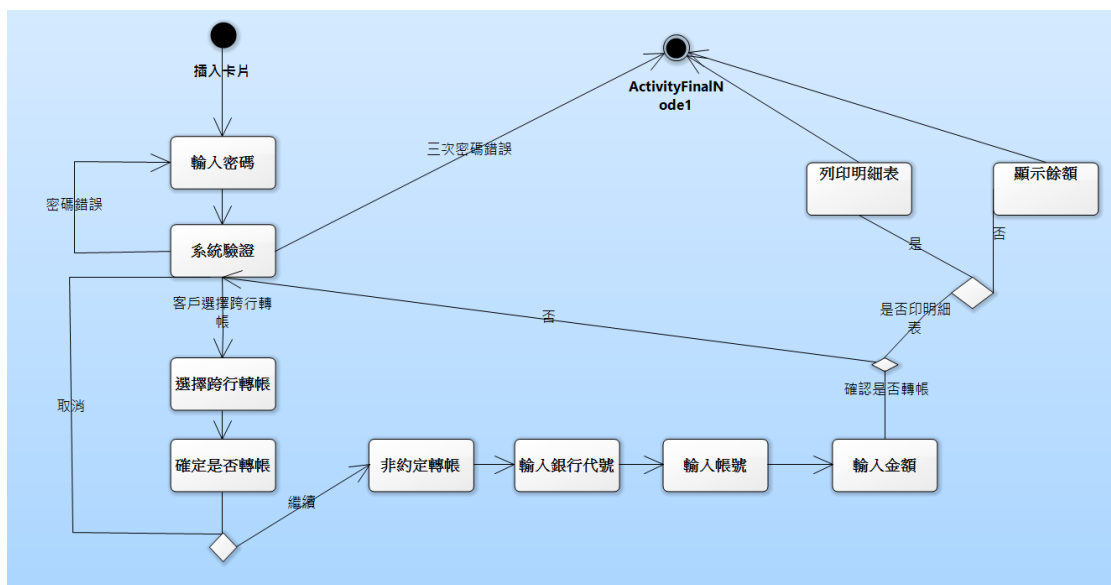 插入卡片
ActivityFinalN
ode1
輸入密碼
三次密碼錯誤
列印明細表
顯示餘額
密碼錯誤
系統驗證
是
否
客戶選擇跨行轉
帳
否
是否印明細
表
選擇跨行轉帳
確認是否轉帳
取消
確定是否轉帳
非約定轉帳
輸入銀行代號
輸入帳號
輸入金額
繼續